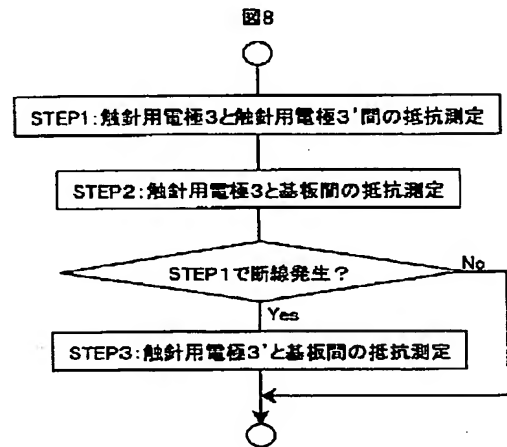 図8
STEP1:触針用電極3と触針用電極3'間の抵抗測定
STEP2:触針用電極3と基板間の抵抗測定
STEP1で断線発生?
No
Yes
STEP3:触針用電極3'と基板間の抵抗測定